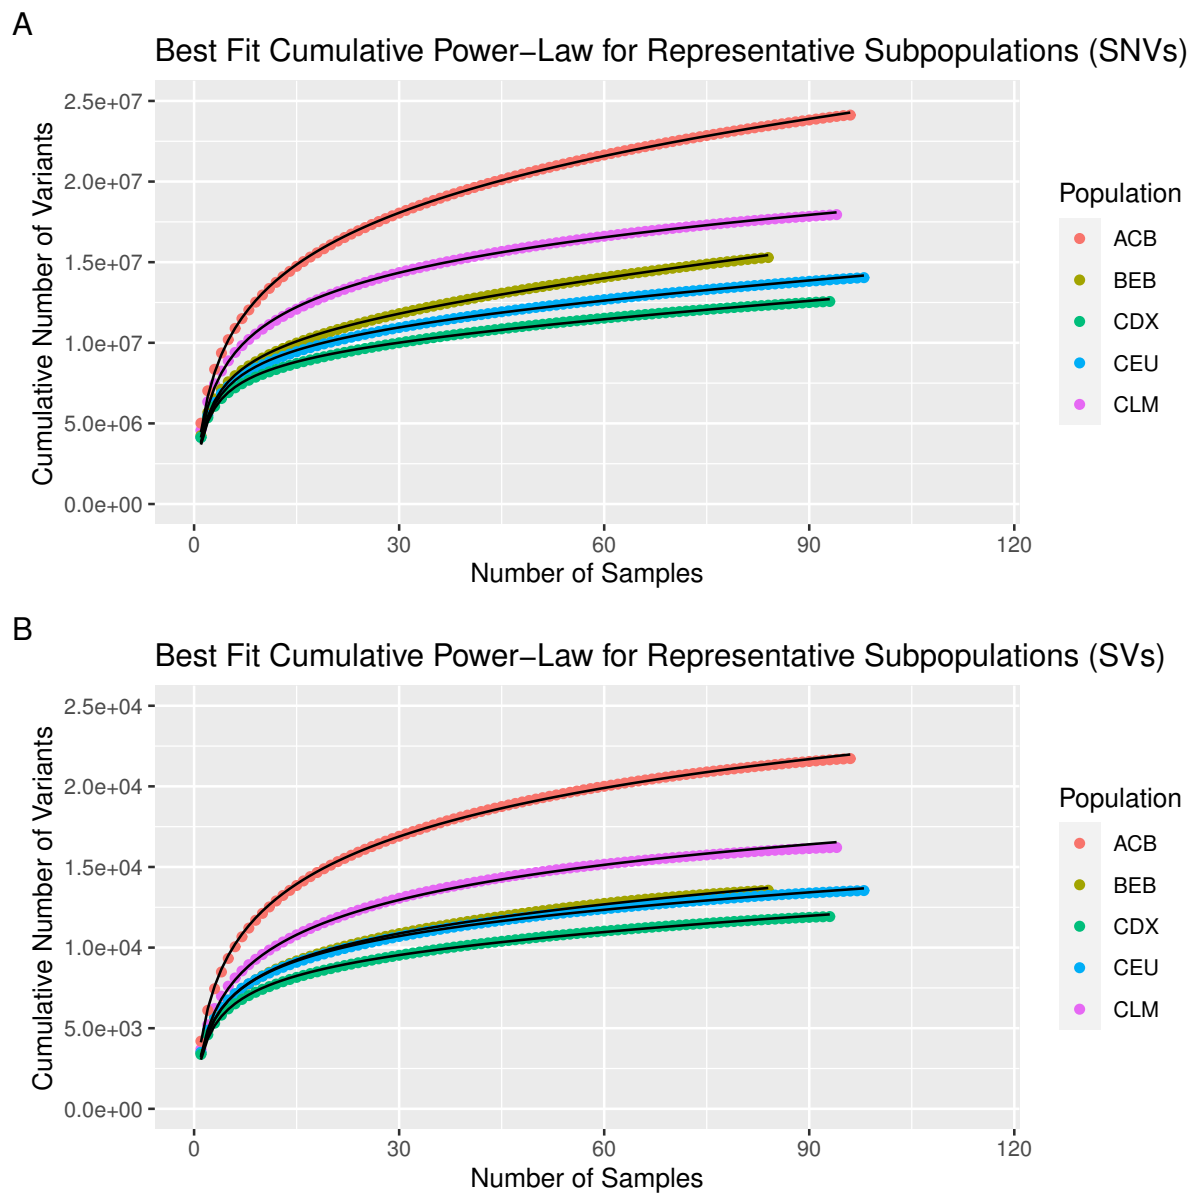 A
Best Fit Cumulative Power−Law for Representative Subpopulations (SNVs)
2.5e+07
2.0e+07
1.5e+07
1.0e+07
5.0e+06
0.0e+00
Cumulative Number of Variants
0 30 60 90 120
Number of Samples
Population
ACB
BEB
CDX
CEU
CLM
B
Best Fit Cumulative Power−Law for Representative Subpopulations (SVs)
2.5e+04
2.0e+04
1.5e+04
1.0e+04
5.0e+03
0.0e+00
Cumulative Number of Variants
0 30 60 90 120
Number of Samples
Population
ACB
BEB
CDX
CEU
CLM